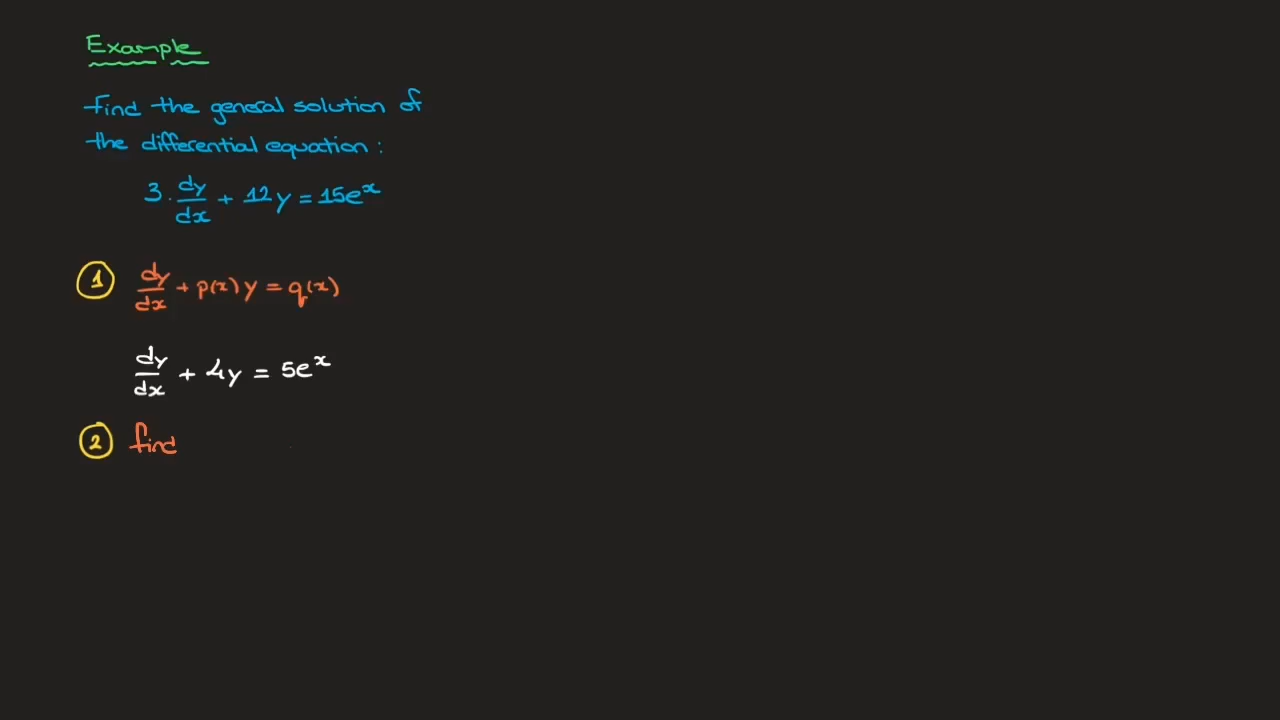 Example
find the general solution of
the differential equation :
3. dy/dx + 12y = 15e^x
1 dy/dx + p(x)y = q(x)
dy/dx + 4y = 5e^x
2 find